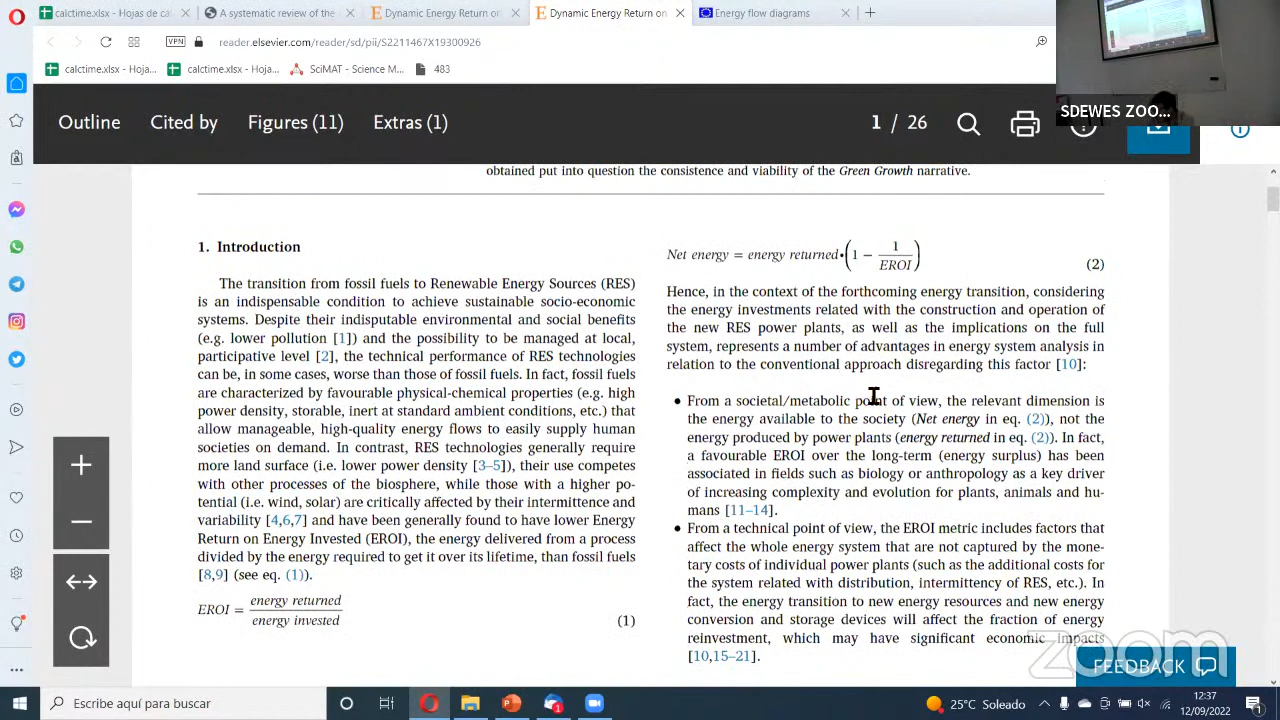 calctime.xlsx - Hojas de cál
A systematic review of the
Dynamic Energy Return on
Dynamic Energy Return on
Energy flow diagrams
VPN
reader.elsevier.com/reader/sd/pii/S2211467X19300926
calctime.xlsx - Hoja...
calctime.xlsx - Hoja...
SciMAT - Science M...
483
SDEWES ZOO...
Outline
Cited by
Figures (11)
Extras (1)
1 / 26
obtained put into question the consistence and viability of the Green Growth narrative.
1. Introduction
The transition from fossil fuels to Renewable Energy Sources (RES)
is an indispensable condition to achieve sustainable socio-economic
systems. Despite their indisputable environmental and social benefits
(e.g. lower pollution [1]) and the possibility to be managed at local,
participative level [2], the technical performance of RES technologies
can be, in some cases, worse than those of fossil fuels. In fact, fossil fuels
are characterized by favourable physical-chemical properties (e.g. high
power density, storable, inert at standard ambient conditions, etc.) that
allow manageable, high-quality energy flows to easily supply human
societies on demand. In contrast, RES technologies generally require
more land surface (i.e. lower power density [3–5]), their use competes
with other processes of the biosphere, while those with a higher po-
tential (i.e. wind, solar) are critically affected by their intermittence and
variability [4,6,7] and have been generally found to have lower Energy
Return on Energy Invested (EROI), the energy delivered from a process
divided by the energy required to get it over its lifetime, than fossil fuels
[8,9] (see eq. (1)).
EROI = energy returned / energy invested (1)
Net energy = energy returned•(1 − 1/EROI) (2)
Hence, in the context of the forthcoming energy transition, considering
the energy investments related with the construction and operation of
the new RES power plants, as well as the implications on the full
system, represents a number of advantages in energy system analysis in
relation to the conventional approach disregarding this factor [10]:
● From a societal/metabolic point of view, the relevant dimension is
the energy available to the society (Net energy in eq. (2)), not the
energy produced by power plants (energy returned in eq. (2)). In fact,
a favourable EROI over the long-term (energy surplus) has been
associated in fields such as biology or anthropology as a key driver
of increasing complexity and evolution for plants, animals and hu-
mans [11–14].
● From a technical point of view, the EROI metric includes factors that
affect the whole energy system that are not captured by the mone-
tary costs of individual power plants (such as the additional costs for
the system related with distribution, intermittency of RES, etc.). In
fact, the energy transition to new energy resources and new energy
conversion and storage devices will affect the fraction of energy
reinvestment, which may have significant economic impacts
[10,15–21].
zoom
FEEDBACK
Escribe aquí para buscar
25°C Soleado
12:37
12/09/2022